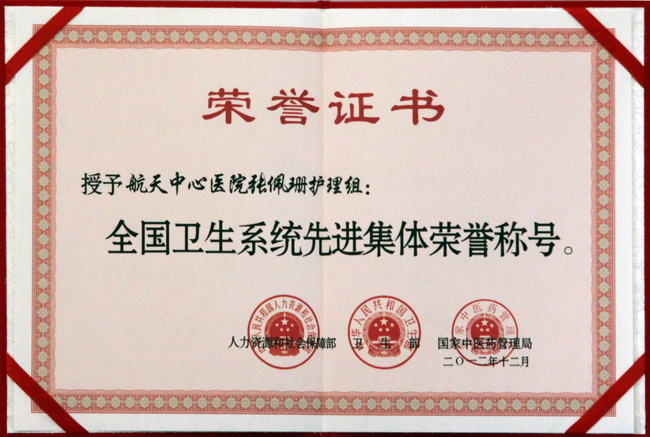 荣誉证书
授予航天中心医院张佩珊护理组：
全国卫生系统先进集体荣誉称号。
人力资源和社会保障部 卫生部 国家中医药管理局
二〇一二年十二月